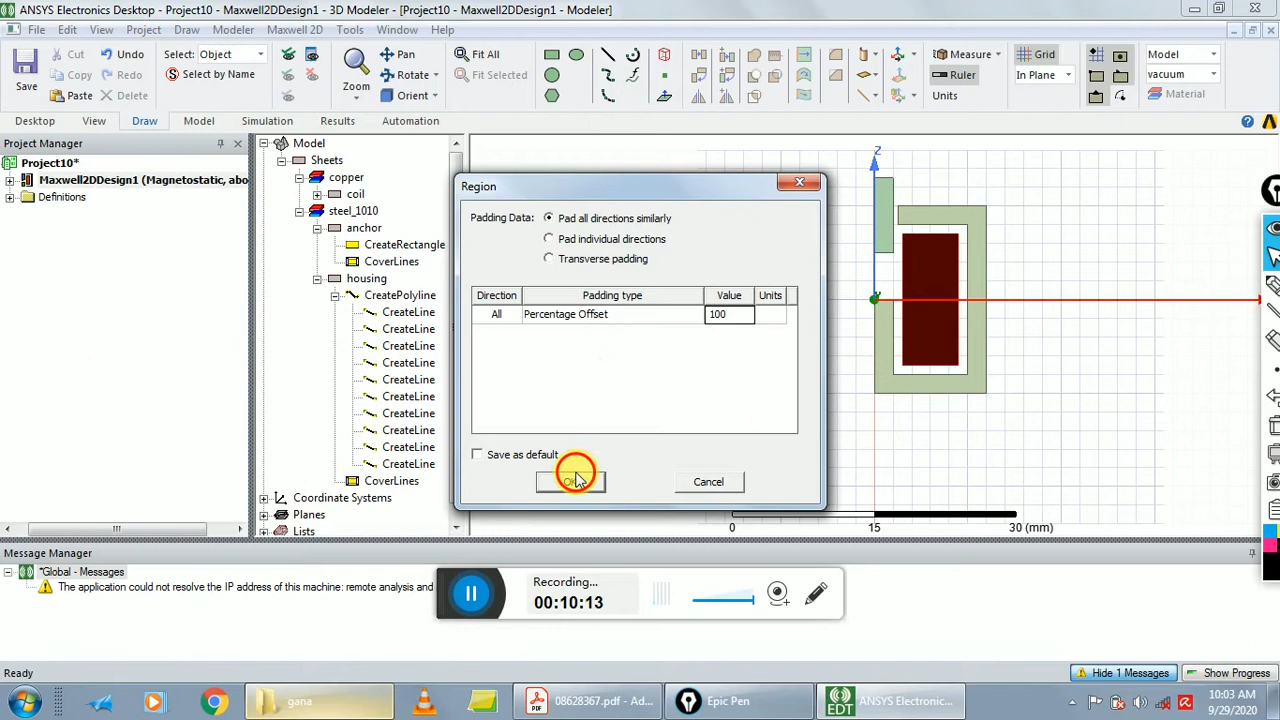 ANSYS Electronics Desktop - Project10 - Maxwell2DDesign1 - 3D Modeler - [Project10 - Maxwell2DDesign1 - Modeler]
File Edit View Project Draw Modeler Maxwell 2D Tools Window Help
Save
Cut
Copy
Paste
Undo
Redo
Delete
Select: Object
Select by Name
Zoom
Pan
Rotate
Orient
Fit All
Fit Selected
Measure
Ruler
Units
Grid
In Plane
Model
vacuum
Material
Desktop View Draw Model Simulation Results Automation
Project Manager
Project10*
Maxwell2DDesign1 (Magnetostatic, abo
Definitions
Model
Sheets
copper
coil
steel_1010
anchor
CreateRectangle
CoverLines
housing
CreatePolyline
CreateLine
CreateLine
CreateLine
CreateLine
CreateLine
CreateLine
CreateLine
CreateLine
CreateLine
CreateLine
CoverLines
Coordinate Systems
Planes
Lists
Region
Padding Data:
Pad all directions similarly
Pad individual directions
Transverse padding
Direction Padding type Value Units
All Percentage Offset 100
Save as default
Cancel
Z
0 15 30 (mm)
Message Manager
*Global - Messages
The application could not resolve the IP address of this machine: remote analysis and
Recording...
00:10:13
Ready
Hide 1 Messages
Show Progress
gana
08628367.pdf - Ad...
Epic Pen
ANSYS Electronic...
EDT
10:03 AM
9/29/2020